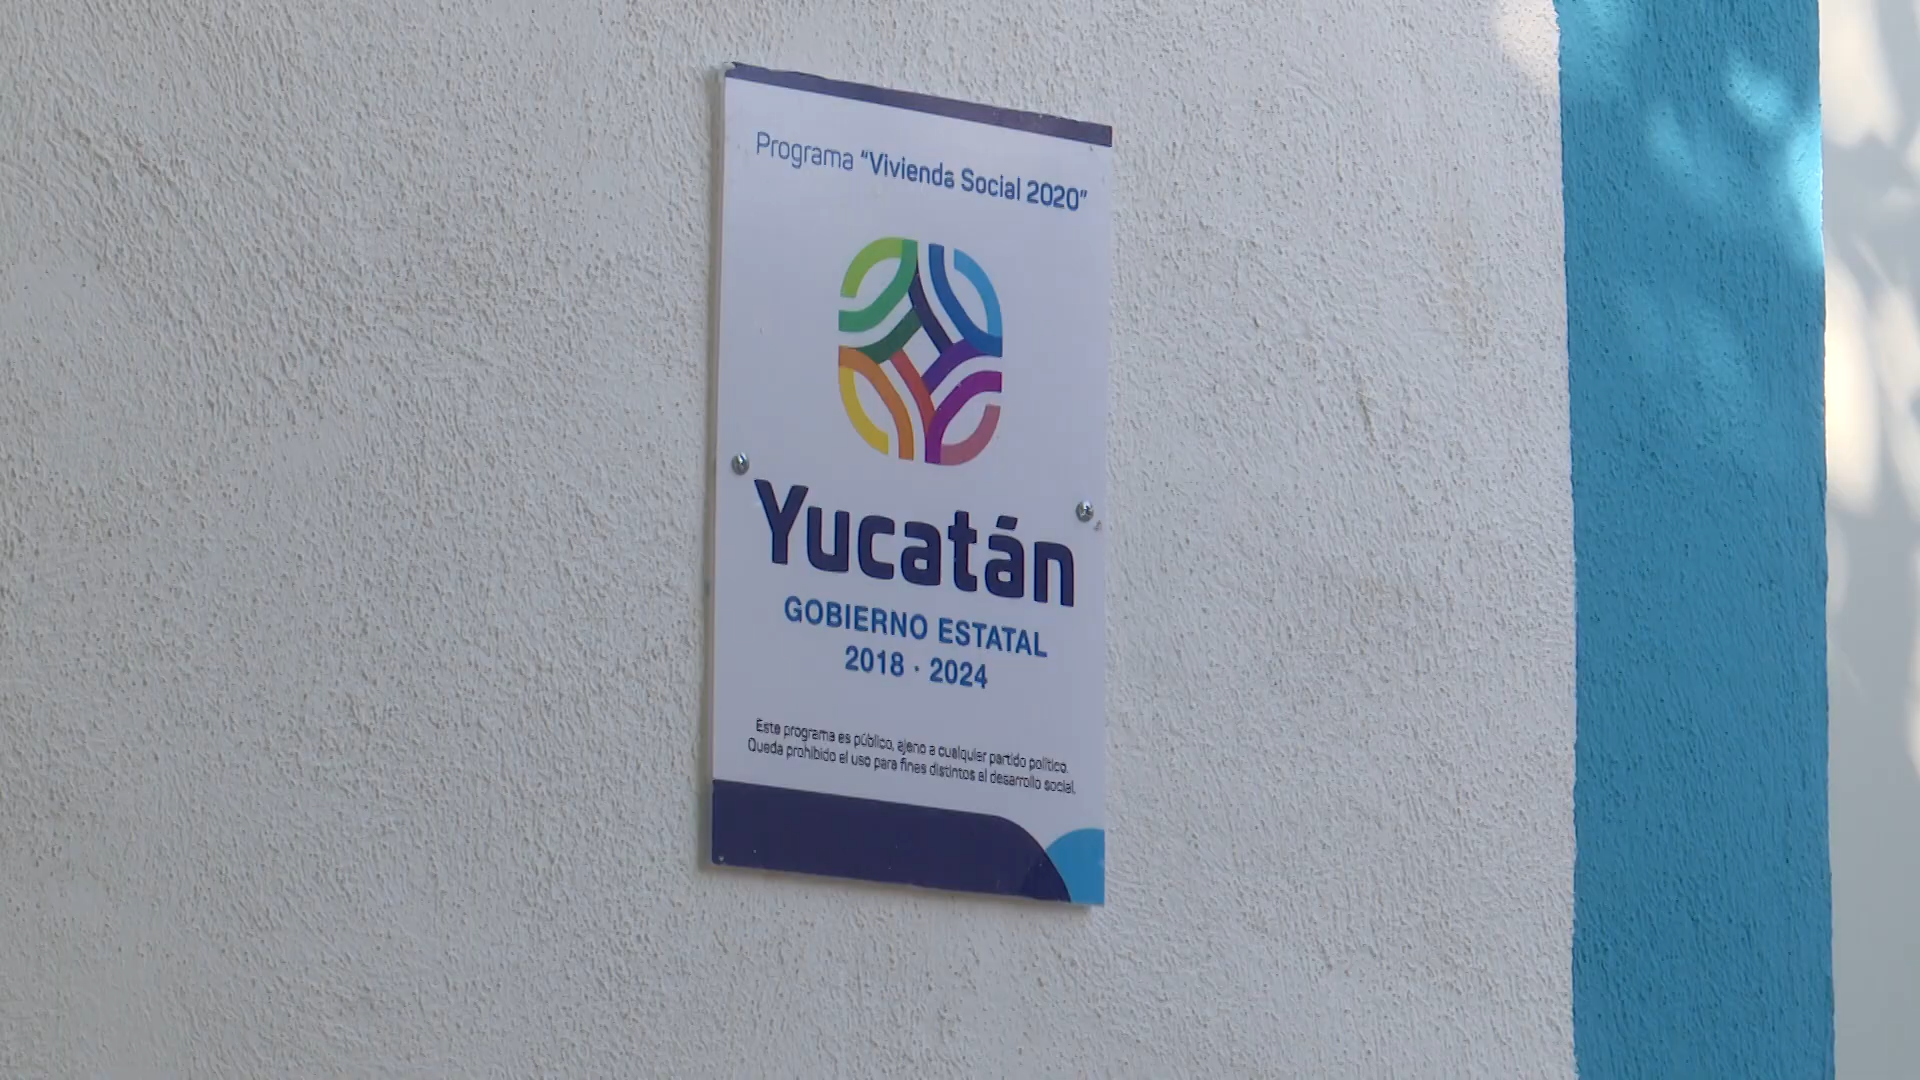 Programa “Vivienda Social 2020”
Yucatán
GOBIERNO ESTATAL
2018 · 2024
Este programa es público, ajeno a cualquier partido político.
Queda prohibido el uso para fines distintos al desarrollo social.